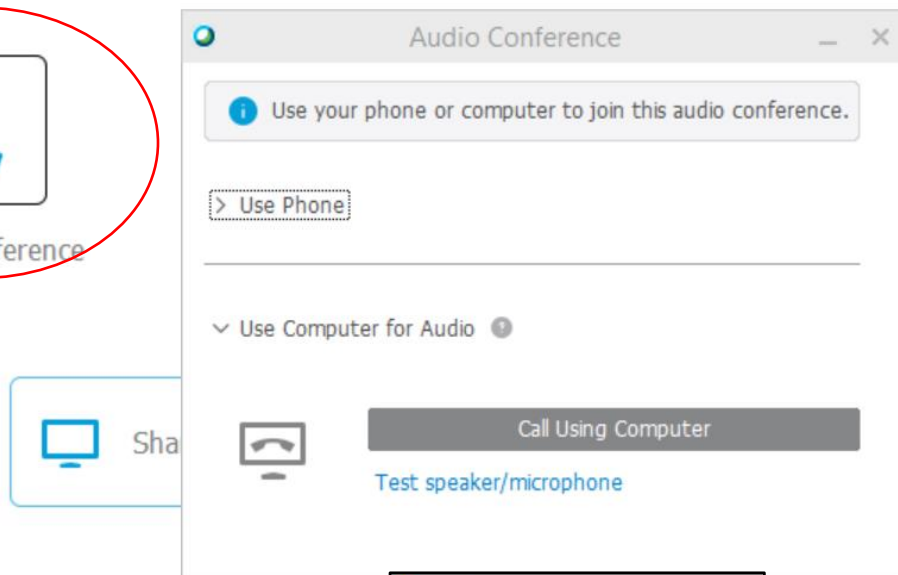 Audio Conference
Use your phone or computer to join this audio conference.
> Use Phone
ference
Use Computer for Audio
Sha
Call Using Computer
Test speaker/microphone